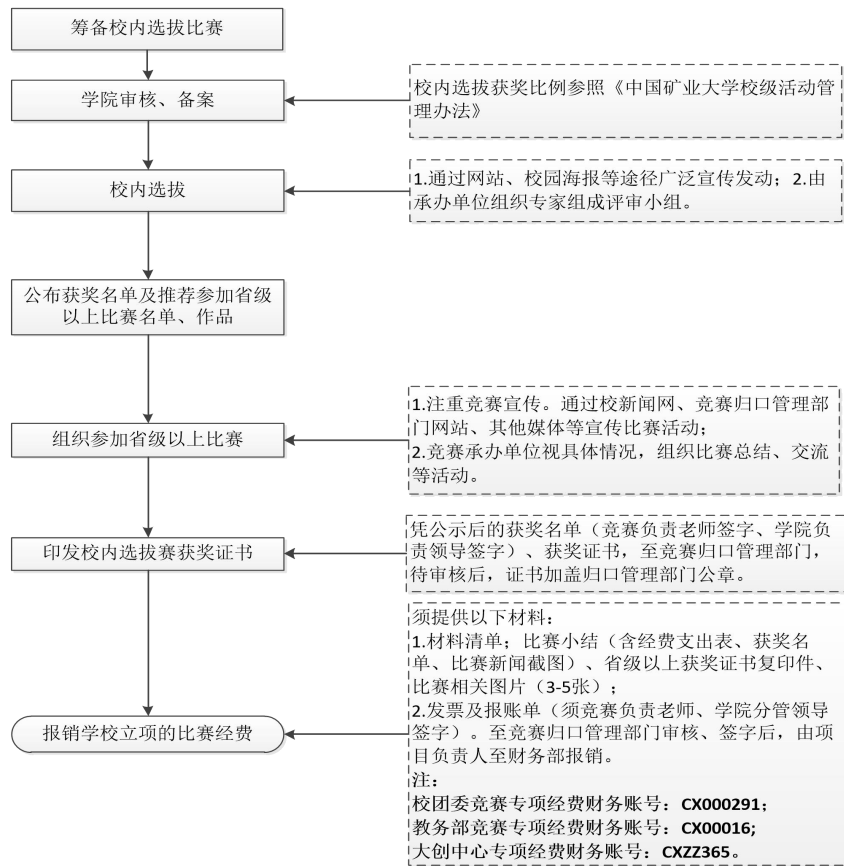 筹备校内选拔比赛
学院审核、备案
校内选拔获奖比例参照《中国矿业大学校级活动管
理办法》
校内选拔
1.通过网站、校园海报等途径广泛宣传发动；2.由
承办单位组织专家组成评审小组。
公布获奖名单及推荐参加省级
以上比赛名单、作品
组织参加省级以上比赛
1.注重竞赛宣传。通过校新闻网、竞赛归口管理部
门网站、其他媒体等宣传比赛活动；
2.竞赛承办单位视具体情况，组织比赛总结、交流
等活动。
印发校内选拔赛获奖证书
凭公示后的获奖名单（竞赛负责老师签字、学院负
责领导签字）、获奖证书，至竞赛归口管理部门，
待审核后，证书加盖归口管理部门公章。
报销学校立项的比赛经费
须提供以下材料：
1.材料清单；比赛小结（含经费支出表、获奖名
单、比赛新闻截图）、省级以上获奖证书复印件、
比赛相关图片（3-5张）；
2.发票及报账单（须竞赛负责老师、学院分管领导
签字）。至竞赛归口管理部门审核、签字后，由项
目负责人至财务部报销。
注：
校团委竞赛专项经费财务账号：CX000291；
教务部竞赛专项经费财务账号：CX00016;
大创中心专项经费财务账号：CXZZ365。